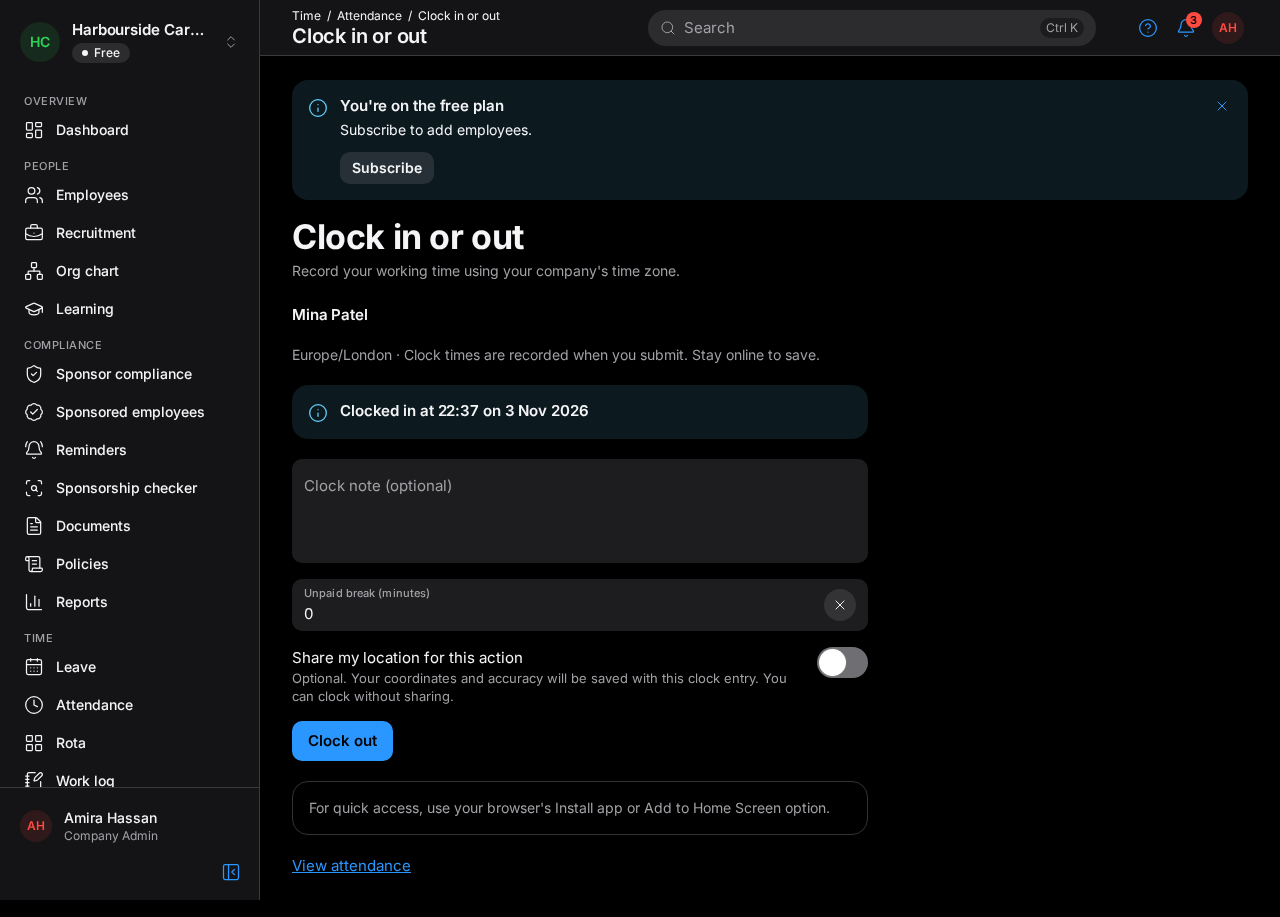 HC
Harbourside Car...
Free
OVERVIEW
Dashboard
PEOPLE
Employees
Recruitment
Org chart
Learning
COMPLIANCE
Sponsor compliance
Sponsored employees
Reminders
Sponsorship checker
Documents
Policies
Reports
TIME
Leave
Attendance
Rota
Work log
AH
Amira Hassan
Company Admin
Time / Attendance / Clock in or out
Clock in or out
Search
Ctrl K
3
AH
You're on the free plan
Subscribe to add employees.
Subscribe
Clock in or out
Record your working time using your company's time zone.
Mina Patel
Europe/London · Clock times are recorded when you submit. Stay online to save.
Clocked in at 22:37 on 3 Nov 2026
Clock note (optional)
Unpaid break (minutes)
0
Share my location for this action
Optional. Your coordinates and accuracy will be saved with this clock entry. You
can clock without sharing.
Clock out
For quick access, use your browser's Install app or Add to Home Screen option.
View attendance